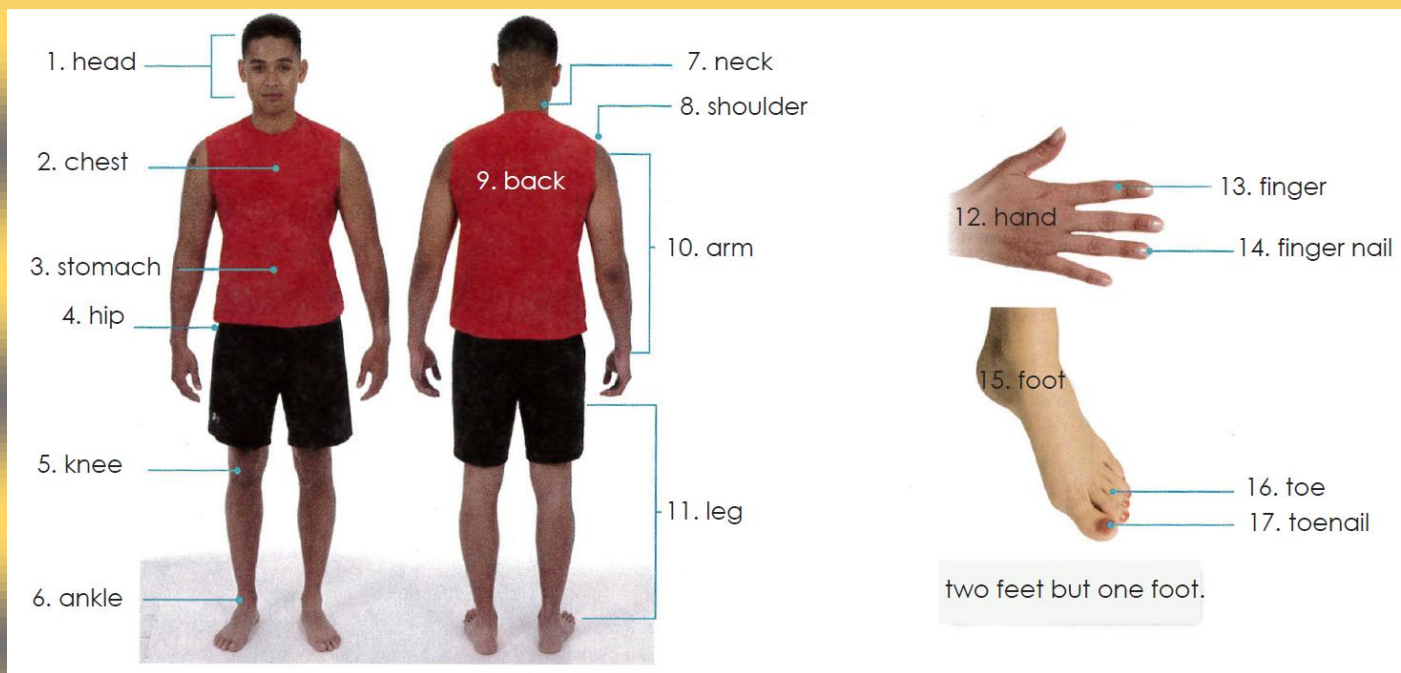 1. head
2. chest
3. stomach
4. hip
5. knee
6. ankle
7. neck
8. shoulder
9. back
10. arm
11. leg
12. hand
13. finger
14. finger nail
15. foot
16. toe
17. toenail
two feet but one foot.